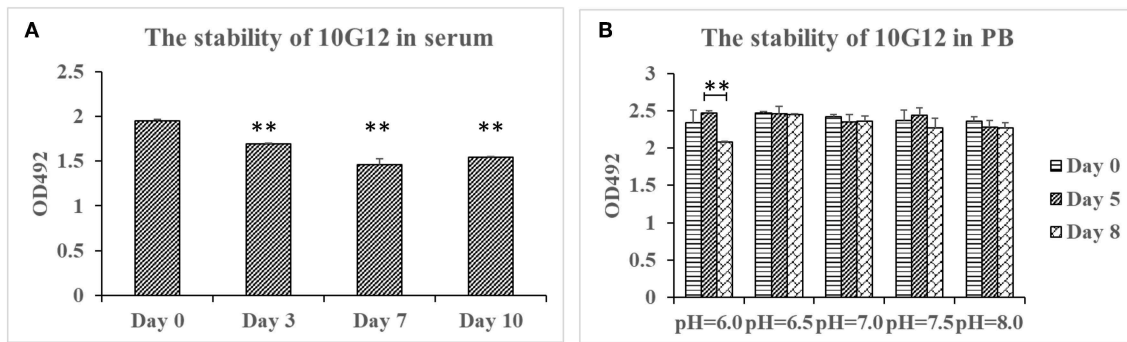 A
The stability of 10G12 in serum
2.5
2
1.5
1
0.5
0
OD492
**
**
**
Day 0
Day 3
Day 7
Day 10
B
The stability of 10G12 in PB
3
2.5
2
1.5
1
0.5
0
OD492
**
pH=6.0
pH=6.5
pH=7.0
pH=7.5
pH=8.0
Day 0
Day 5
Day 8